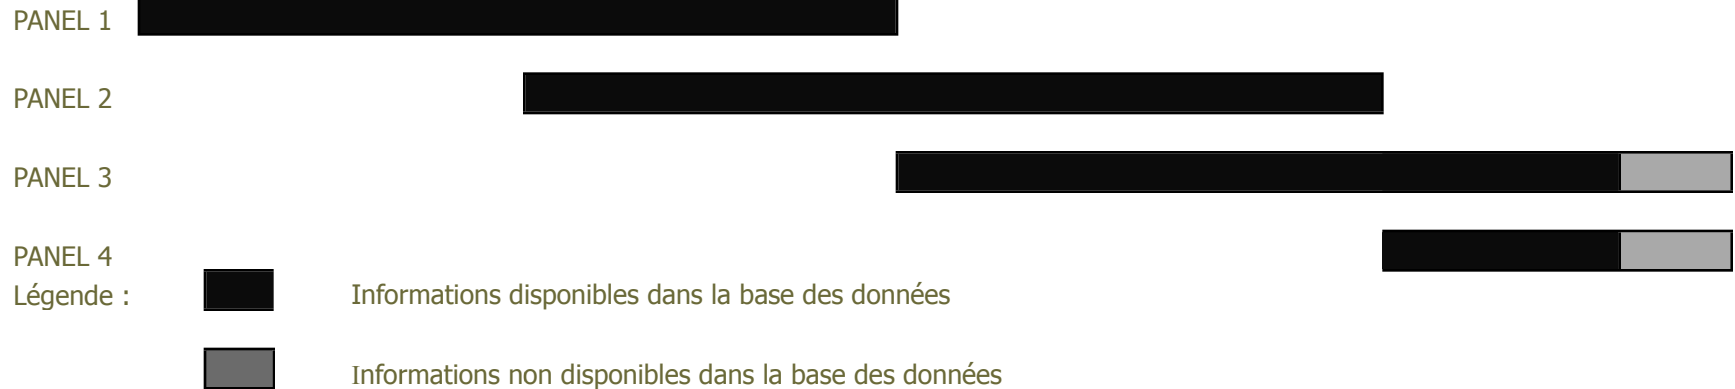 PANEL 1
PANEL 2
PANEL 3
PANEL 4
Légende :
Informations disponibles dans la base des données
Informations non disponibles dans la base des données